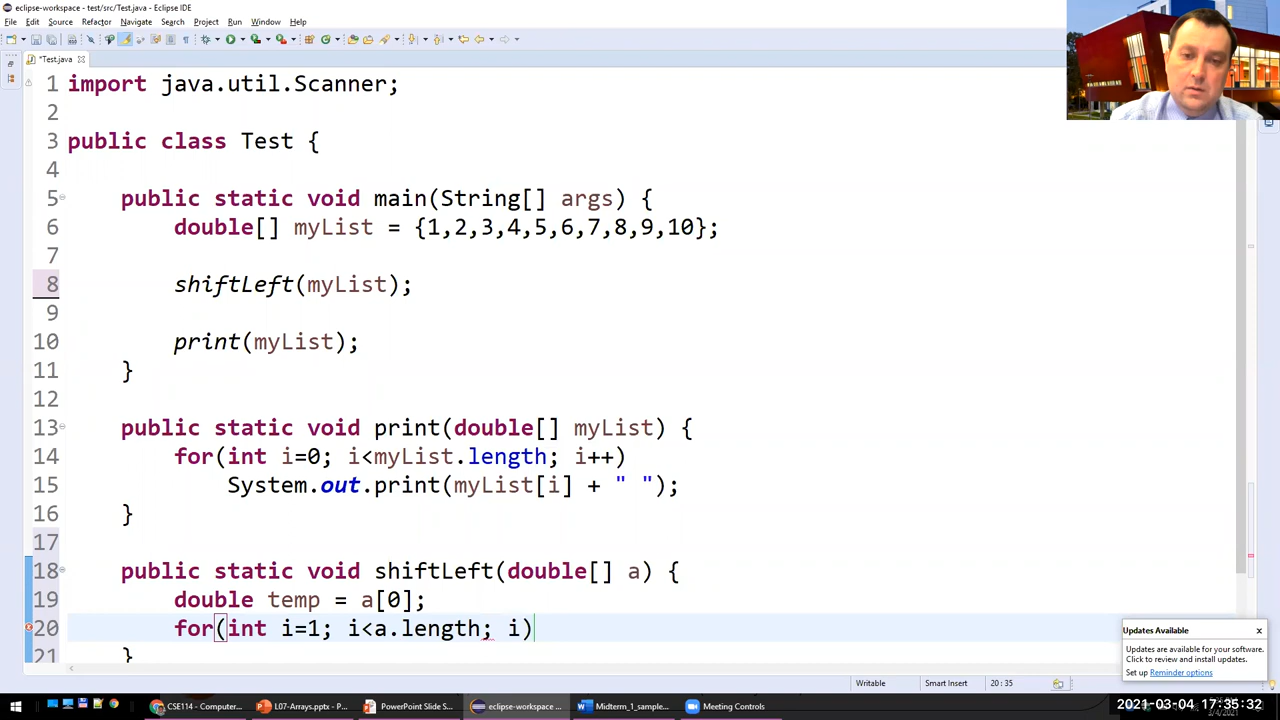 eclipse-workspace - test/src/Test.java - Eclipse IDE
File Edit Source Refactor Navigate Search Project Run Window Help
*Test.java
1 import java.util.Scanner;
2
3 public class Test {
4
5 public static void main(String[] args) {
6 double[] myList = {1,2,3,4,5,6,7,8,9,10};
7
8 shiftLeft(myList);
9
10 print(myList);
11 }
12
13 public static void print(double[] myList) {
14 for(int i=0; i<myList.length; i++)
15 System.out.print(myList[i] + " ");
16 }
17
18 public static void shiftLeft(double[] a) {
19 double temp = a[0];
20 for(int i=1; i<a.length; i)
21 }
Updates Available
Updates are available for your software.
Click to review and install updates.
Set up Reminder options
Writable Smart Insert 20 : 35
CSE114 - Computer... L07-Arrays.pptx - P... PowerPoint Slide S... eclipse-workspace ... Midterm_1_sample... Meeting Controls
2021-03-04 17:35:32
3/4/2021